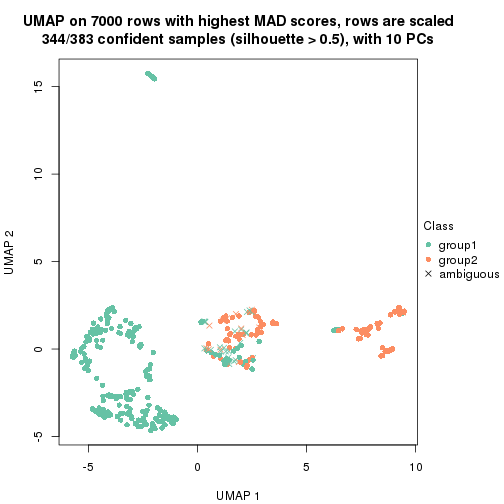 UMAP on 7000 rows with highest MAD scores, rows are scaled
344/383 confident samples (silhouette > 0.5), with 10 PCs
15
10
5
0
-5
UMAP 2
-5
0
5
10
UMAP 1
Class
group1
group2
ambiguous